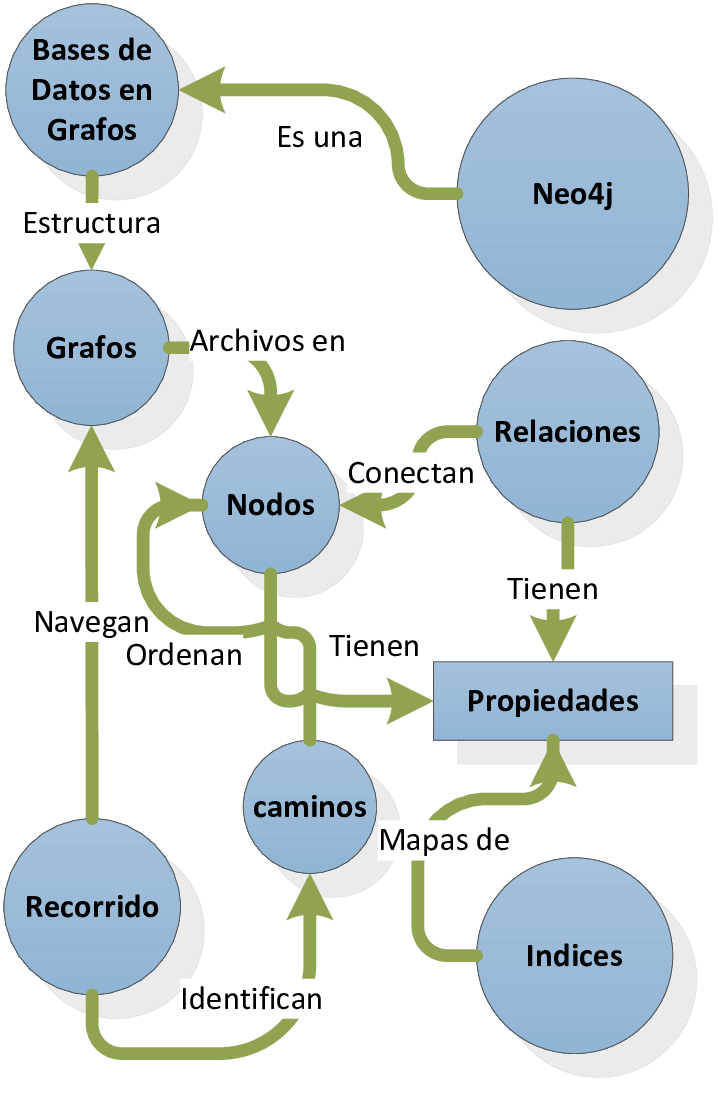 Bases de
Datos en
Grafos
Es una
Neo4j
Estructura
Grafos
Archivos en
Relaciones
Conectan
Nodos
Tienen
Navegan
Ordenan
Tienen
Propiedades
caminos
Mapas de
Recorrido
Indices
Identifican